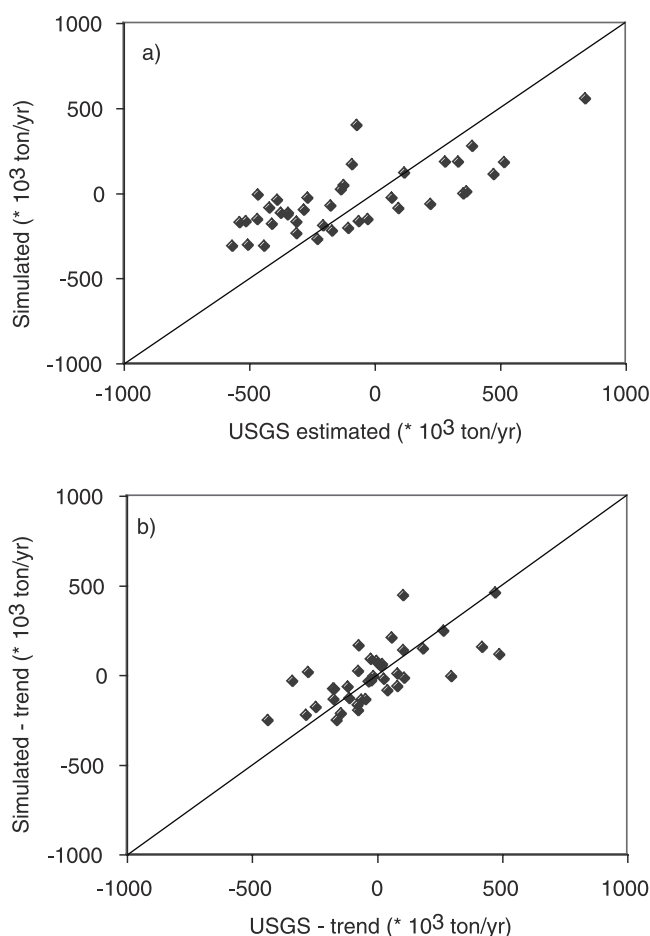 1000
a)
500
0
-500
-1000
Simulated (* 10³ ton/yr)
-1000 -500 0 500 1000
USGS estimated (* 10³ ton/yr)
1000
b)
500
0
-500
-1000
Simulated - trend (* 10³ ton/yr)
-1000 -500 0 500 1000
USGS - trend (* 10³ ton/yr)